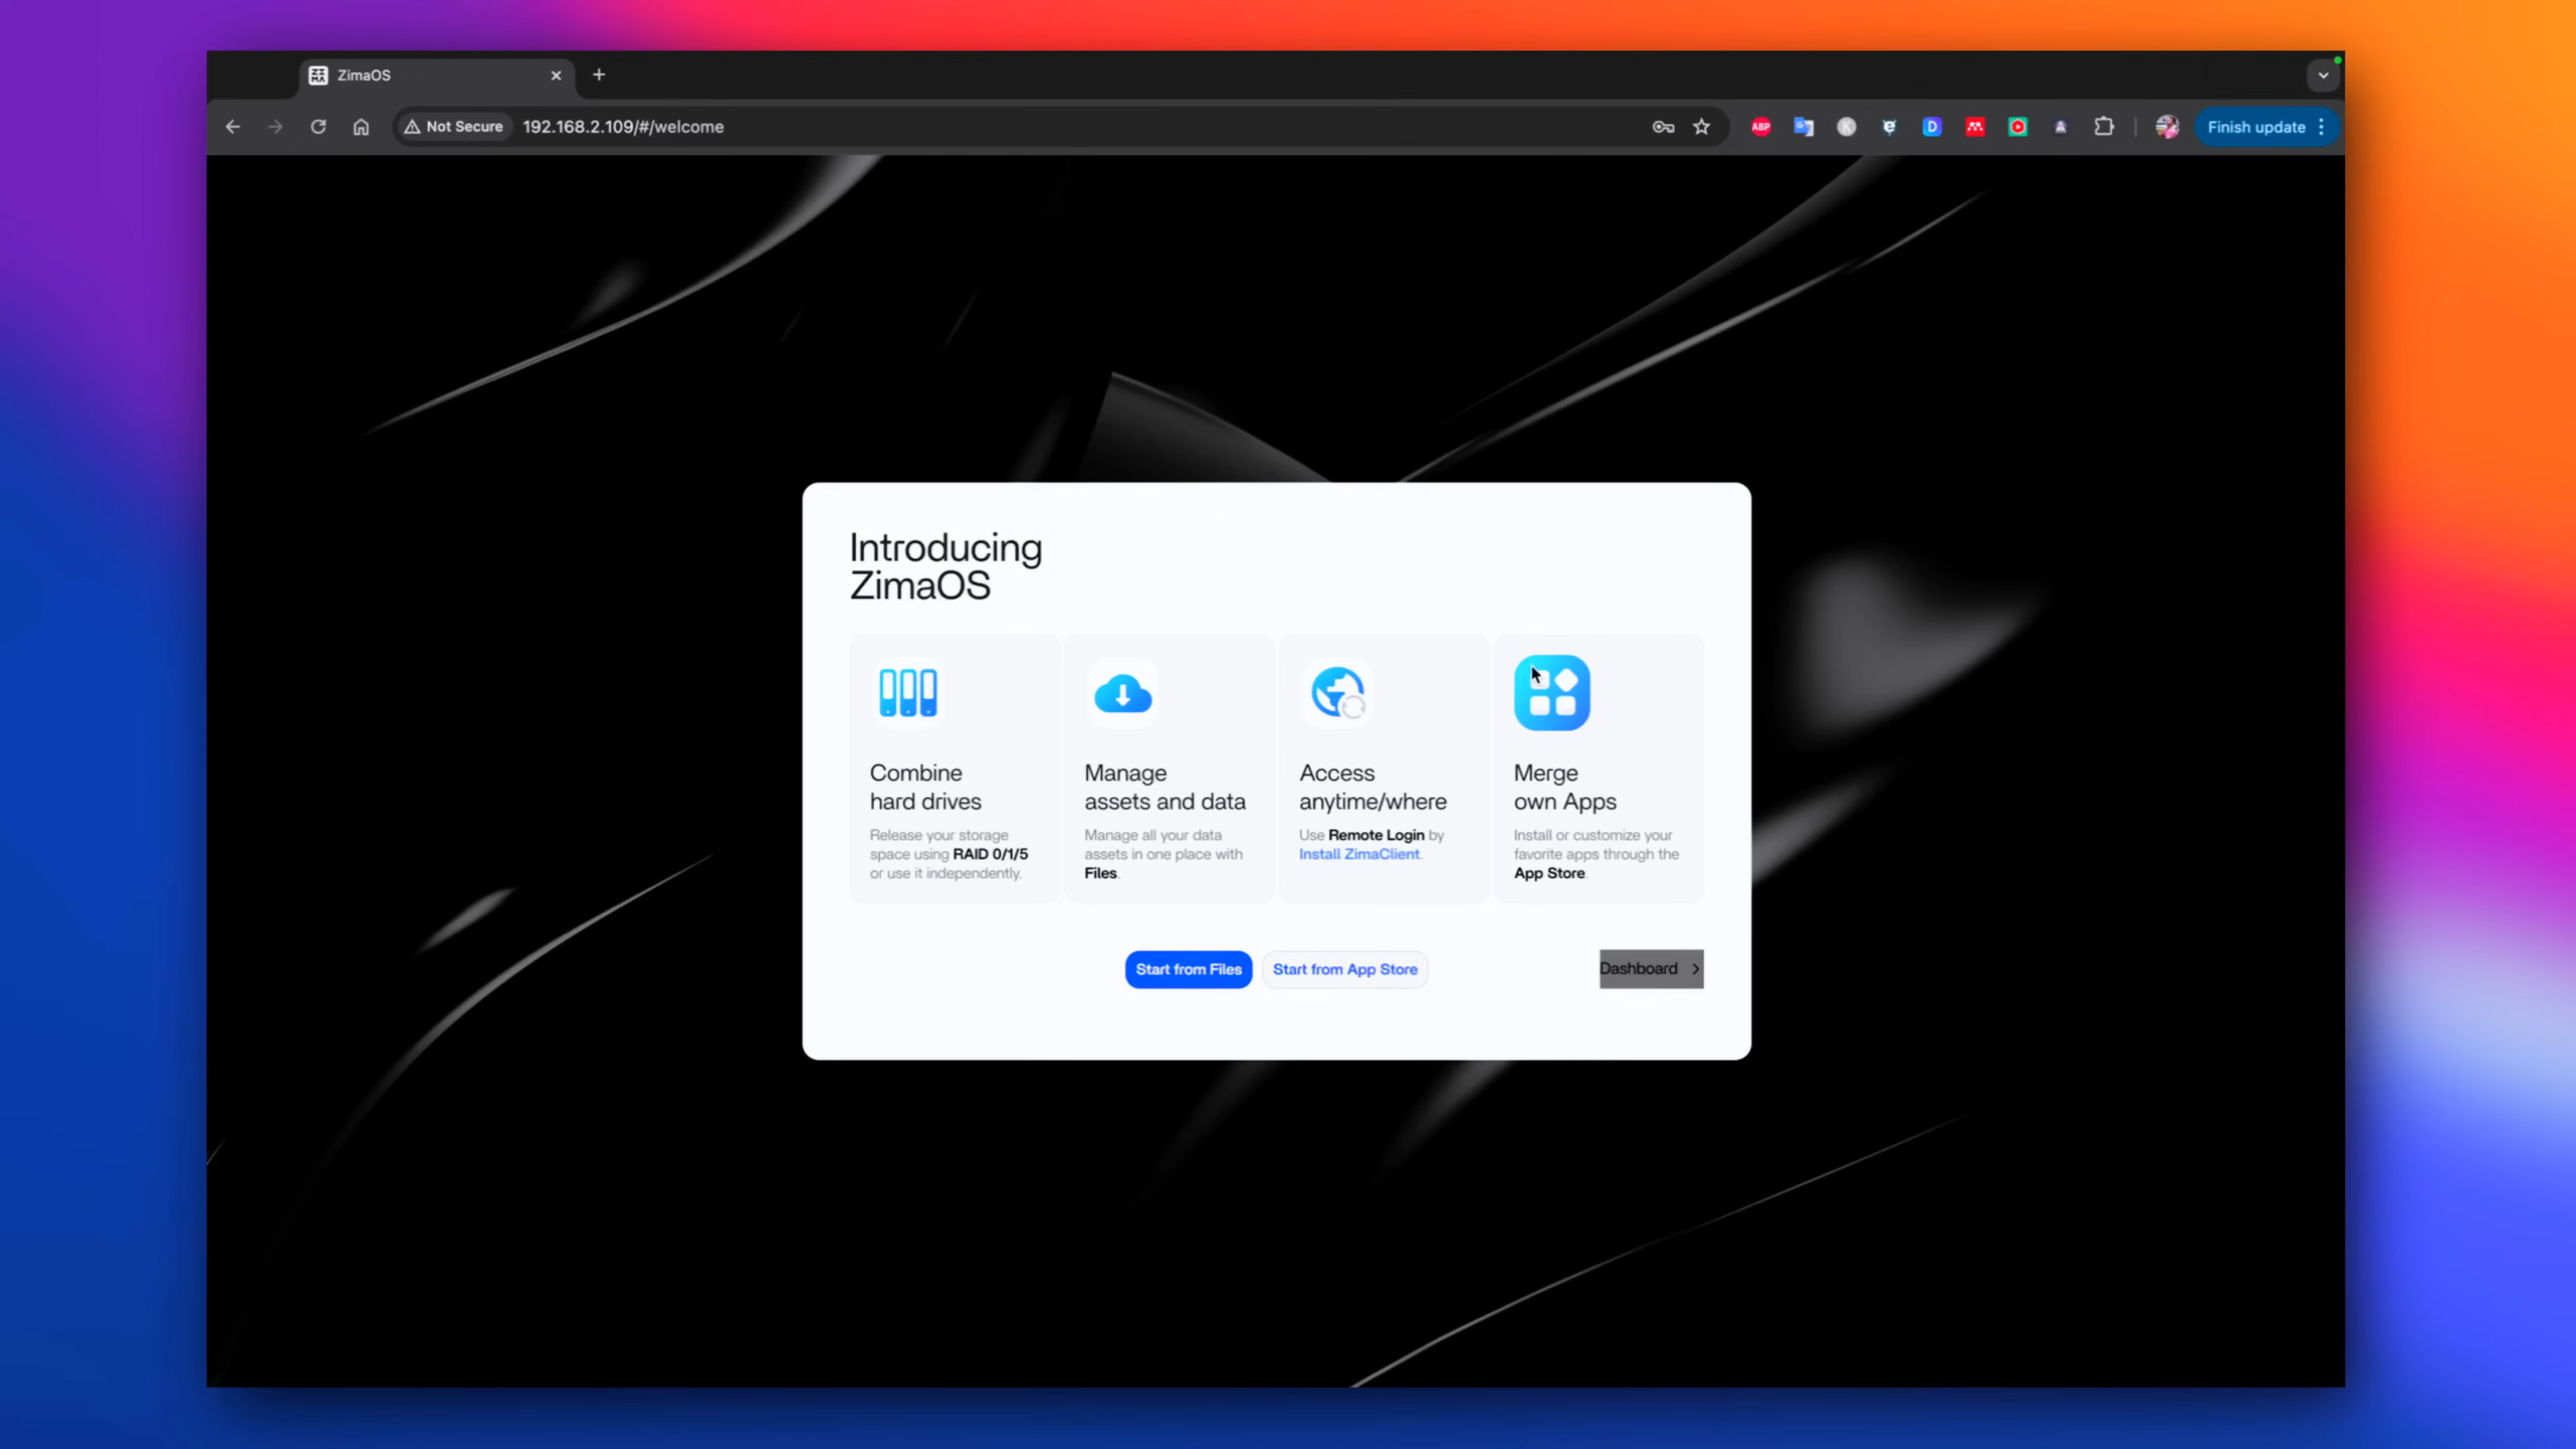 ZimaOS
Not Secure
192.168.2.109/#/welcome
ABP
D
Finish update
Introducing
ZimaOS
Combine
hard drives
Release your storage
space using RAID 0/1/5
or use it independently.
Manage
assets and data
Manage all your data
assets in one place with
Files.
Access
anytime/where
Use Remote Login by
Install ZimaClient.
Merge
own Apps
Install or customize your
favorite apps through the
App Store.
Start from Files
Start from App Store
Dashboard